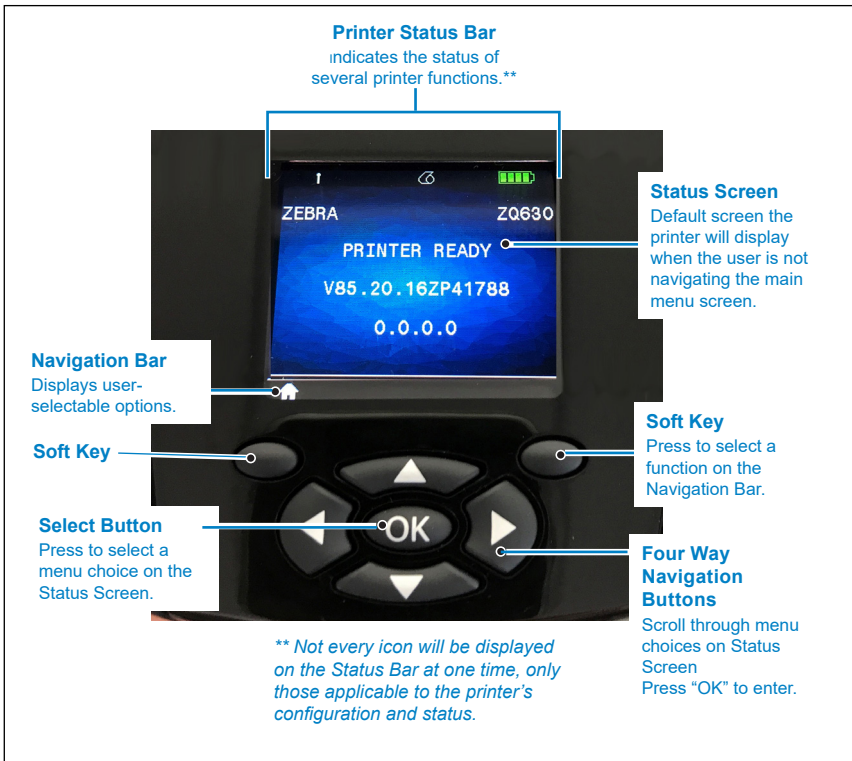 Printer Status Bar
indicates the status of
several printer functions.**
ZEBRA
ZQ630
PRINTER READY
V85.20.16ZP41788
0.0.0.0
Status Screen
Default screen the
printer will display
when the user is not
navigating the main
menu screen.
Navigation Bar
Displays user-
selectable options.
Soft Key
Soft Key
Press to select a
function on the
Navigation Bar.
Select Button
Press to select a
menu choice on the
Status Screen.
OK
Four Way
Navigation
Buttons
Scroll through menu
choices on Status
Screen
Press “OK” to enter.
** Not every icon will be displayed
on the Status Bar at one time, only
those applicable to the printer’s
configuration and status.